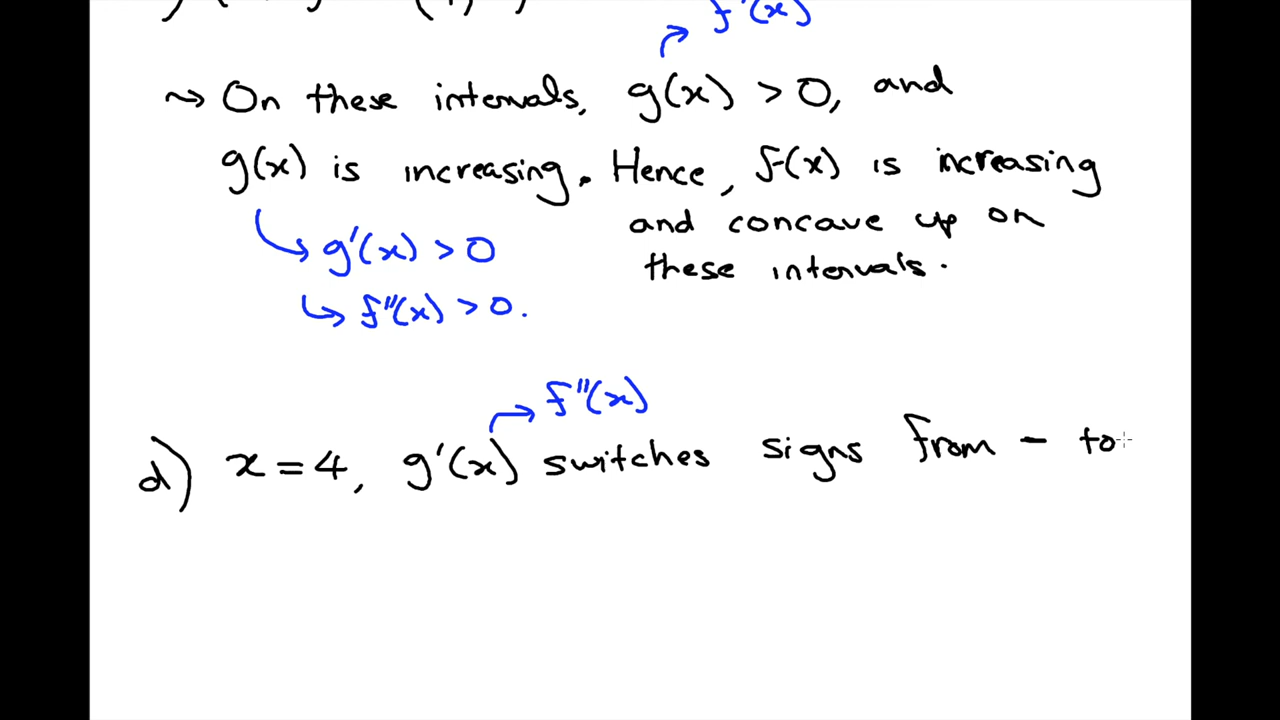 f'(x)
~> On these intervals, g(x) > 0, and
g(x) is increasing. Hence, f(x) is increasing
and concave up on
these intervals.
↳ g'(x) > 0
↳ f''(x) > 0.
→ f''(x)
d) x = 4, g'(x) switches signs from - to